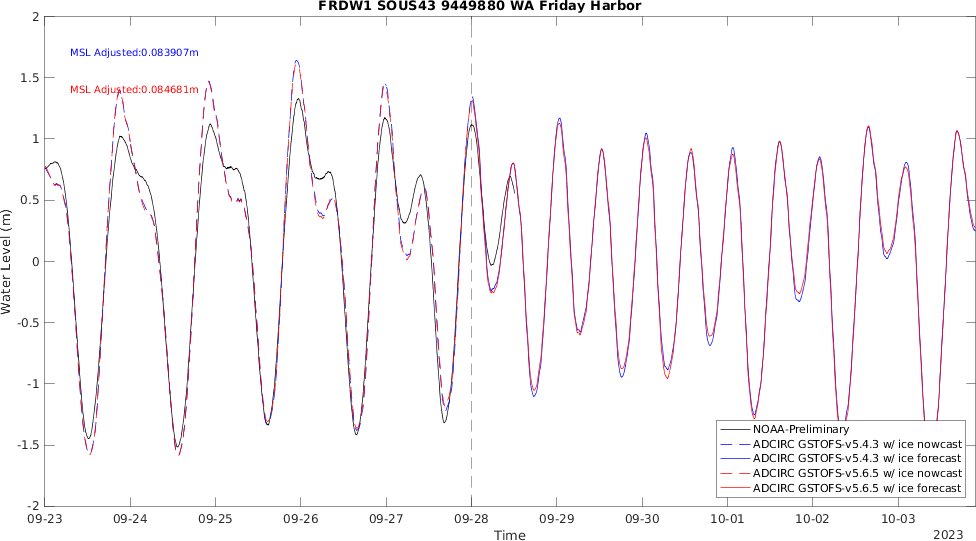 FRDW1 SOUS43 9449880 WA Friday Harbor
MSL Adjusted:0.083907m
MSL Adjusted:0.084681m
Water Level (m)
2
1.5
1
0.5
0
-0.5
-1
-1.5
-2
NOAA-Preliminary
ADCIRC GSTOFS-v5.4.3 w/ ice nowcast
ADCIRC GSTOFS-v5.4.3 w/ ice forecast
ADCIRC GSTOFS-v5.6.5 w/ ice nowcast
ADCIRC GSTOFS-v5.6.5 w/ ice forecast
09-23 09-24 09-25 09-26 09-27 09-28 09-29 09-30 10-01 10-02 10-03
Time
2023